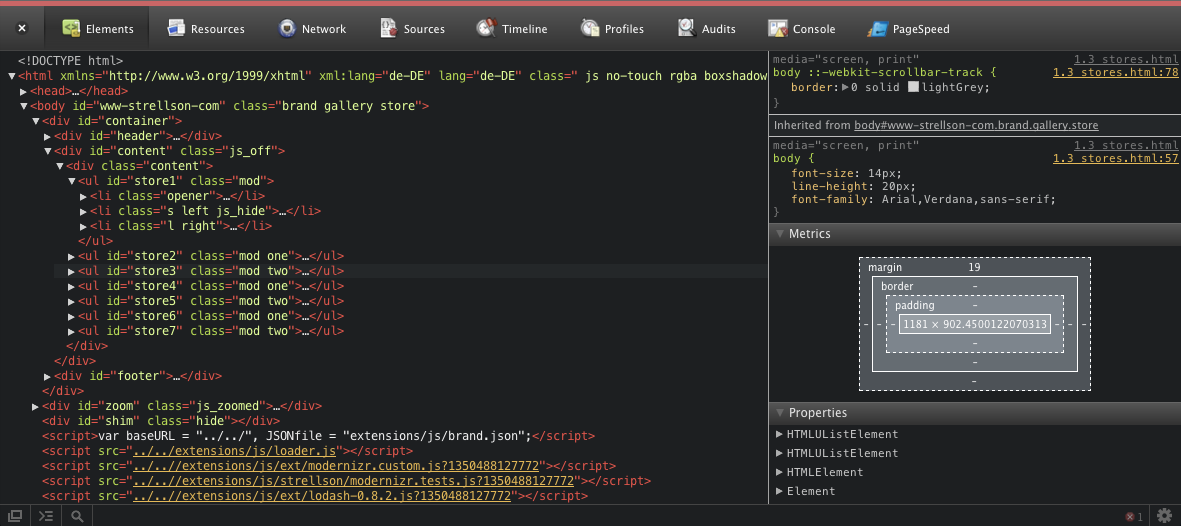 Elements Resources Network Sources Timeline Profiles Audits Console PageSpeed
<!DOCTYPE html>
▼<html xmlns="http://www.w3.org/1999/xhtml" xml:lang="de-DE" lang="de-DE" class=" js no-touch rgba boxshadow
▶<head>…</head>
▼<body id="www-strellson-com" class="brand gallery store">
▼<div id="container">
▶<div id="header">…</div>
▼<div id="content" class="js_off">
▼<div class="content">
▼<ul id="store1" class="mod">
▶<li class="opener">…</li>
▶<li class="s left js_hide">…</li>
▶<li class="l right">…</li>
</ul>
▶<ul id="store2" class="mod one">…</ul>
▶<ul id="store3" class="mod two">…</ul>
▶<ul id="store4" class="mod one">…</ul>
▶<ul id="store5" class="mod two">…</ul>
▶<ul id="store6" class="mod one">…</ul>
▶<ul id="store7" class="mod two">…</ul>
</div>
</div>
▶<div id="footer">…</div>
</div>
▶<div id="zoom" class="js_zoomed">…</div>
<div id="shim" class="hide"></div>
<script>var baseURL = "../../", JSONfile = "extensions/js/brand.json";</script>
<script src="../../extensions/js/loader.js"></script>
<script src="../..//extensions/js/ext/modernizr.custom.js?1350488127772"></script>
<script src="../..//extensions/js/strellson/modernizr.tests.js?1350488127772"></script>
<script src="../..//extensions/js/ext/lodash-0.8.2.js?1350488127772"></script>
media="screen, print" 1.3 stores.html
body ::-webkit-scrollbar-track { 1.3 stores.html:78
border:▶0 solid lightGrey;
}
Inherited from body#www-strellson-com.brand.gallery.store
media="screen, print" 1.3 stores.html
body { 1.3 stores.html:57
font-size: 14px;
line-height: 20px;
font-family: Arial,Verdana,sans-serif;
}
▼ Metrics
margin 19
border -
padding -
- - - 1181 × 902.4500122070313 - - -
-
-
-
▼ Properties
▶ HTMLUListElement
▶ HTMLUListElement
▶ HTMLElement
▶ Element
1